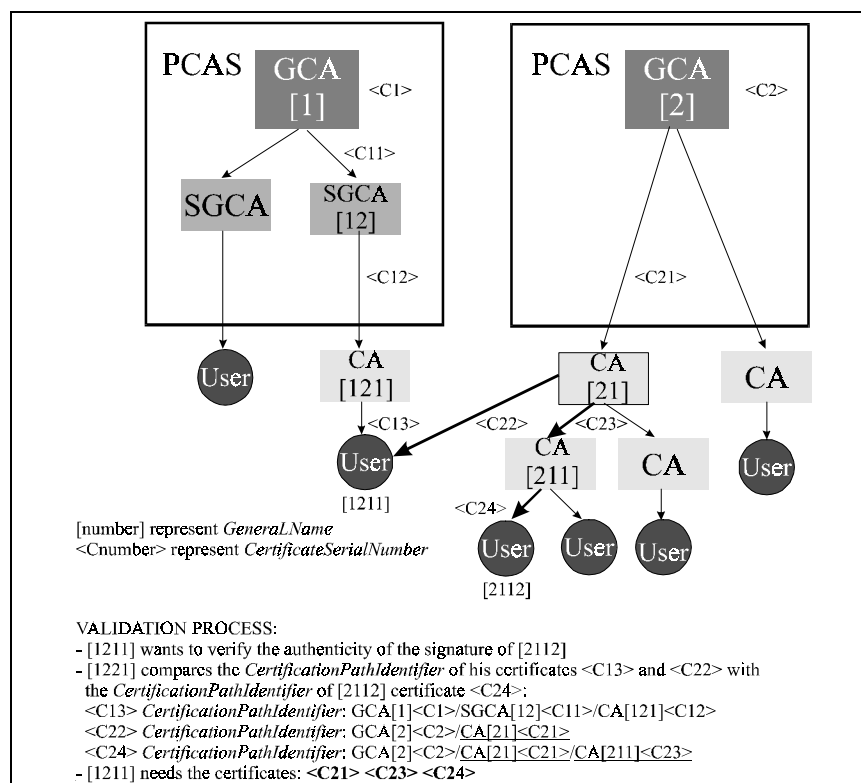 PCAS
GCA
[1]
<C1>
PCAS
GCA
[2]
<C2>
<C11>
SGCA
SGCA
[12]
<C12>
<C21>
User
CA
[121]
CA
[21]
CA
<C13>
<C22>
<C23>
User
[1211]
CA
[211]
CA
User
<C24>
User
User
User
[2112]
[number] represent GeneraLName
<Cnumber> represent CertificateSerialNumber
VALIDATION PROCESS:
- [1211] wants to verify the authenticity of the signature of [2112]
- [1221] compares the CertificationPathIdentifier of his certificates <C13> and <C22> with
the CertificationPathIdentifier of [2112] certificate <C24>:
<C13> CertificationPathIdentifier: GCA[1]<C1>/SGCA[12]<C11>/CA[121]<C12>
<C22> CertificationPathIdentifier: GCA[2]<C2>/CA[21]<C21>
<C24> CertificationPathIdentifier: GCA[2]<C2>/CA[21]<C21>/CA[211]<C23>
- [1211] needs the certificates: <C21> <C23> <C24>